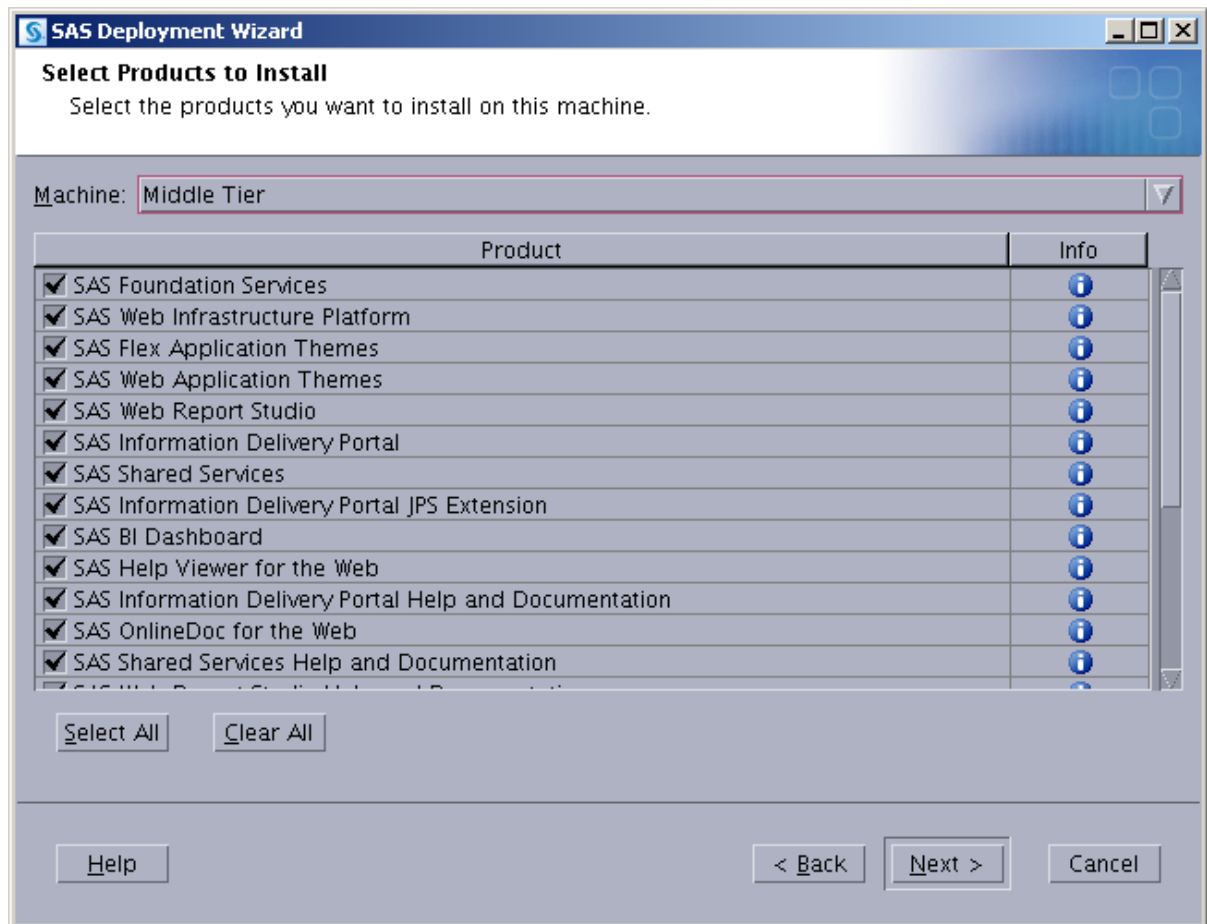 SAS Deployment Wizard
Select Products to Install
Select the products you want to install on this machine.
Machine: Middle Tier
Product Info
SAS Foundation Services
SAS Web Infrastructure Platform
SAS Flex Application Themes
SAS Web Application Themes
SAS Web Report Studio
SAS Information Delivery Portal
SAS Shared Services
SAS Information Delivery Portal JPS Extension
SAS BI Dashboard
SAS Help Viewer for the Web
SAS Information Delivery Portal Help and Documentation
SAS OnlineDoc for the Web
SAS Shared Services Help and Documentation
Select All Clear All
Help < Back Next > Cancel